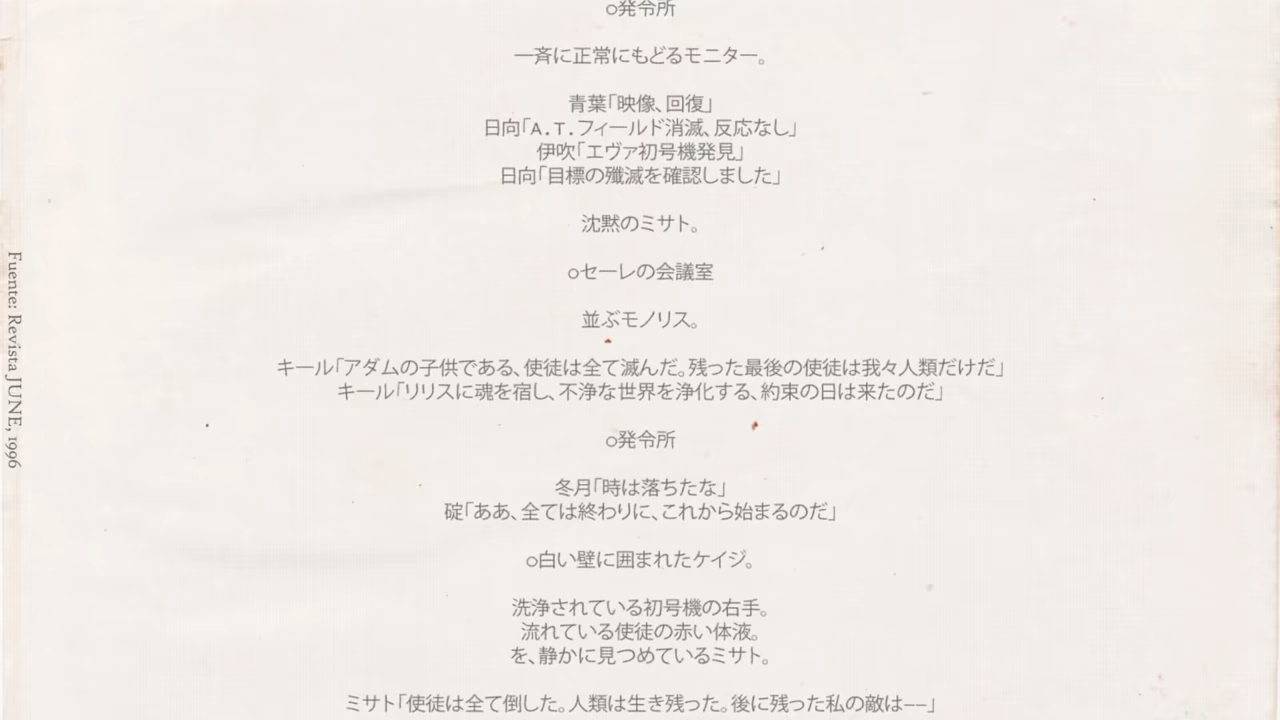 ○発令所
一斉に正常にもどるモニター。
青葉「映像、回復」
日向「A.T.フィールド消滅、反応なし」
伊吹「エヴァ初号機発見」
日向「目標の殲滅を確認しました」
沈黙のミサト。
○セーレの会議室
並ぶモノリス。
キール「アダムの子供である、使徒は全て滅んだ。残った最後の使徒は我々人類だけだ」
キール「リリスに魂を宿し、不浄な世界を浄化する、約束の日は来たのだ」
○発令所
冬月「時は落ちたな」
碇「ああ、全ては終わりに、これから始まるのだ」
○白い壁に囲まれたケイジ。
洗浄されている初号機の右手。
流れている使徒の赤い体液。
を、静かに見つめているミサト。
ミサト「使徒は全て倒した。人類は生き残った。後に残った私の敵は——」
Fuente: Revista JUNE, 1996